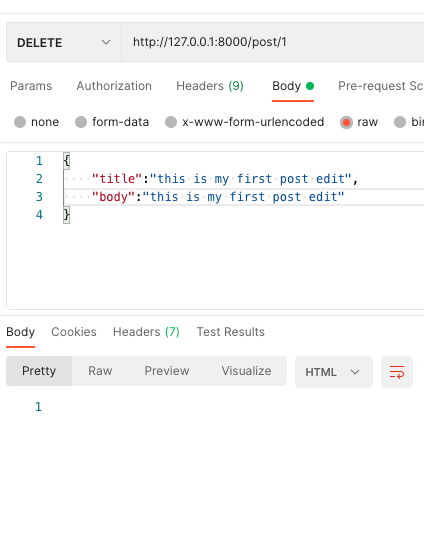 DELETE http://127.0.0.1:8000/post/1
Params Authorization Headers (9) Body Pre-request Sc
none form-data x-www-form-urlencoded raw bin
1 {
2 "title":"this is my first post edit",
3 "body":"this is my first post edit"
4 }
Body Cookies Headers (7) Test Results
Pretty Raw Preview Visualize HTML
1